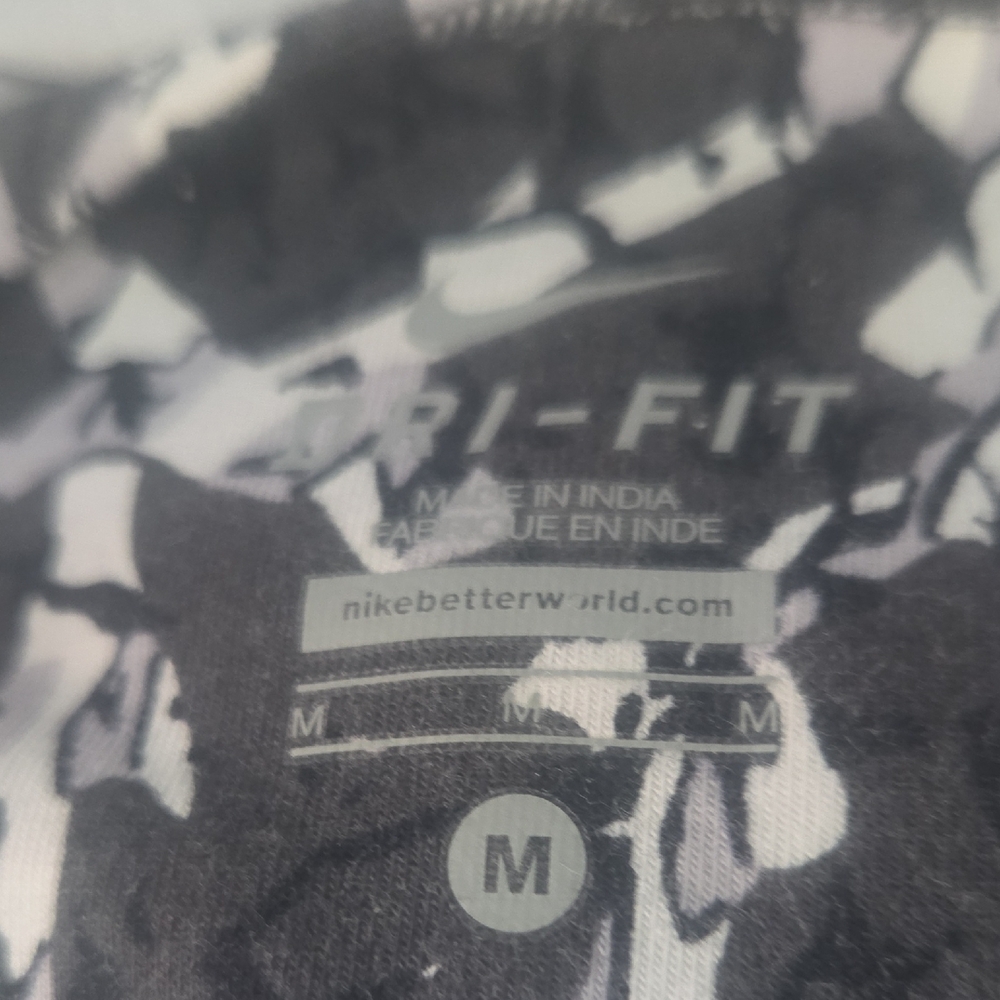 DRI-FIT
MADE IN INDIA
FABRIQUE EN INDE
nikebetterworld.com
M M M
M